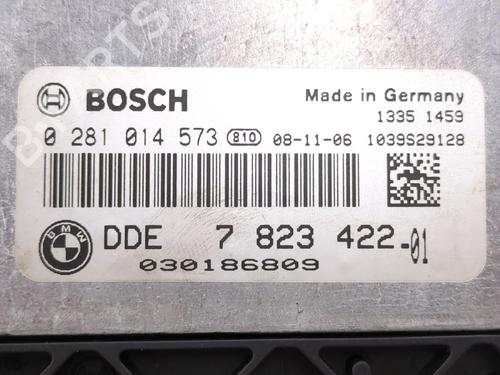 BOSCH
Made in Germany
1335 1459
0 281 014 573 810 08-11-06 1039S29128
BMW
DDE 7 823 422-01
030186809